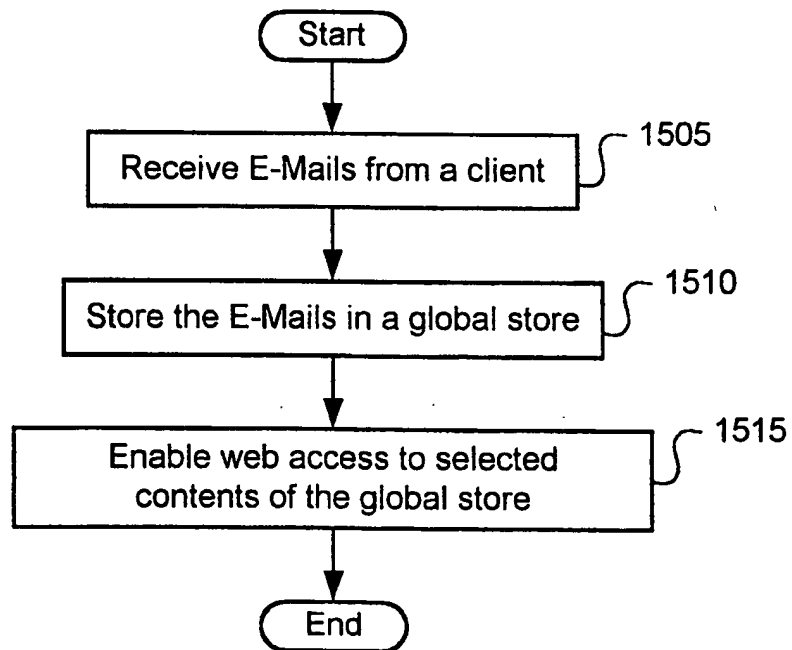 Start
Receive E-Mails from a client
1505
Store the E-Mails in a global store
1510
Enable web access to selected
contents of the global store
1515
End